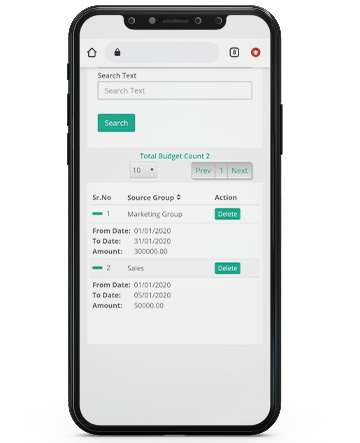 8
Search Text
Search Text
Search
Total Budget Count 2
10 Prev 1 Next
Sr.No Source Group Action
1 Marketing Group Delete
From Date: 01/01/2020
To Date: 31/01/2020
Amount: 300000.00
2 Sales Delete
From Date: 01/01/2020
To Date: 05/01/2020
Amount: 50000.00